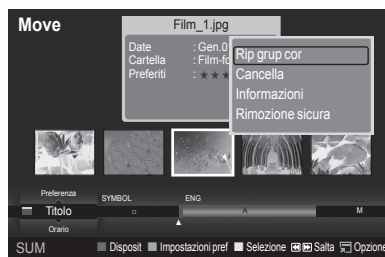 Move
Film_1.jpg
Date : Gen.0
Cartella : Film-fo
Preferiti : ★★★
Rip grup cor
Cancella
Informazioni
Rimozione sicura
Preferenza
SYMBOL ENG
Titolo A M
Orario
SUM Disposit Impostazioni pref Selezione Salta Opzione